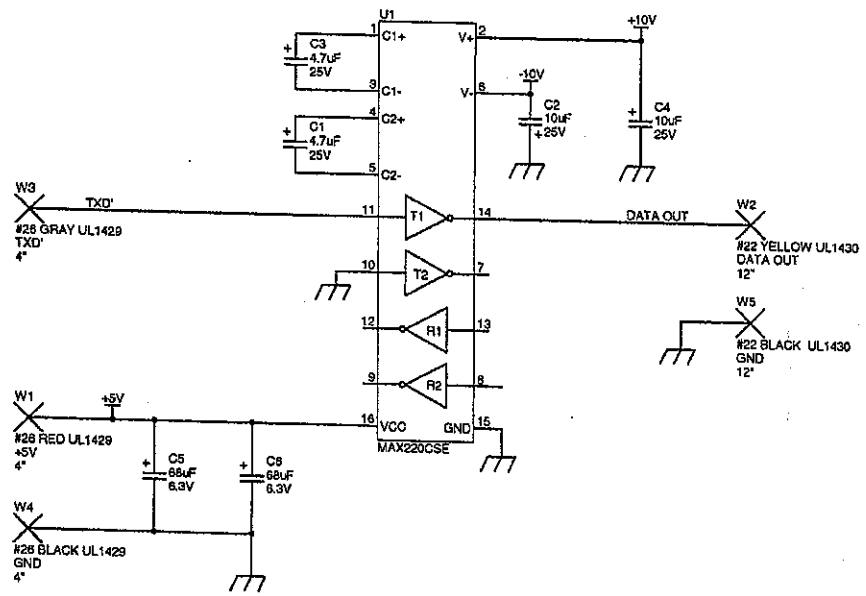 U1
+10V
1
C1+
V+
2
C3
4.7uF
25V
-10V
3
C1-
V-
6
4
C2+
C2
10uF
25V
C4
10uF
25V
C1
4.7uF
25V
5
C2-
W3
TXD'
11
T1
14
DATA OUT
W2
#26 GRAY UL1429
TXD'
4"
#22 YELLOW UL1430
DATA OUT
12"
10
T2
7
W5
12
R1
13
#22 BLACK UL1430
GND
12"
9
R2
8
W1
+5V
16
VCC
GND
15
#26 RED UL1429
+5V
4"
MAX220CSE
C5
68uF
6.3V
C6
68uF
6.3V
W4
#26 BLACK UL1429
GND
4"